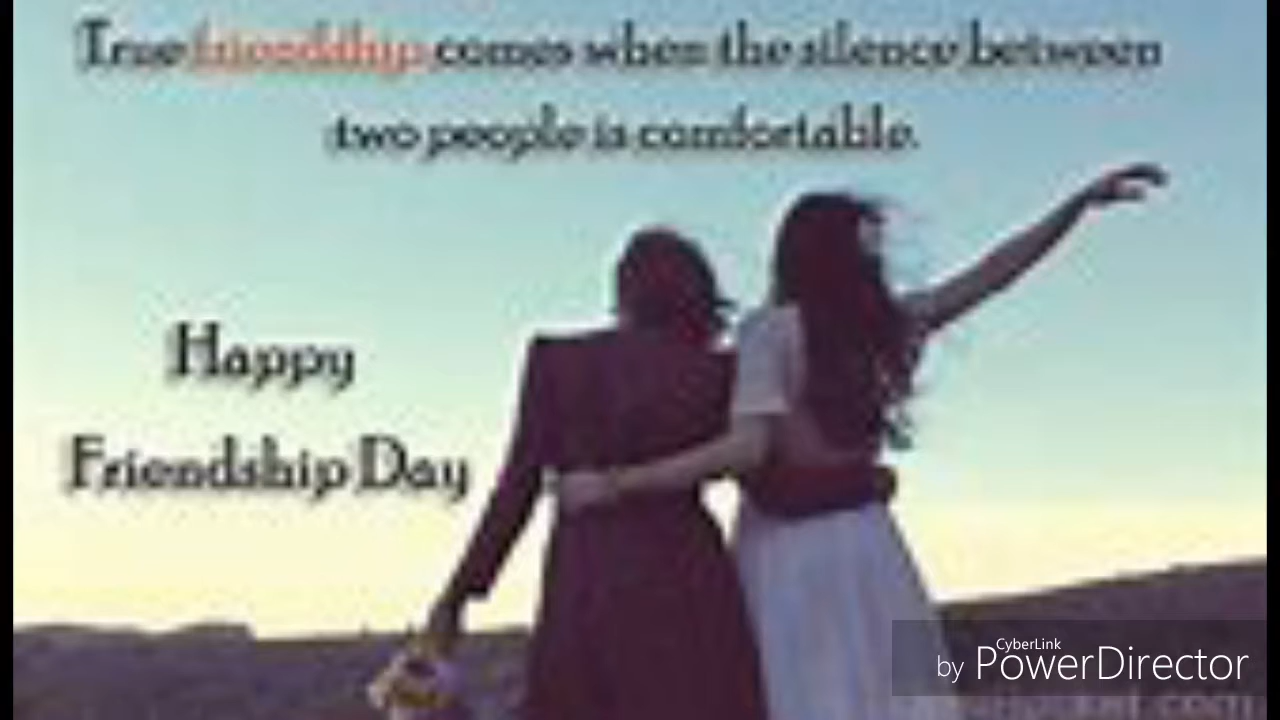 True friendship comes when the silence between
two people is comfortable.
Happy
Friendship Day
CyberLink
by PowerDirector